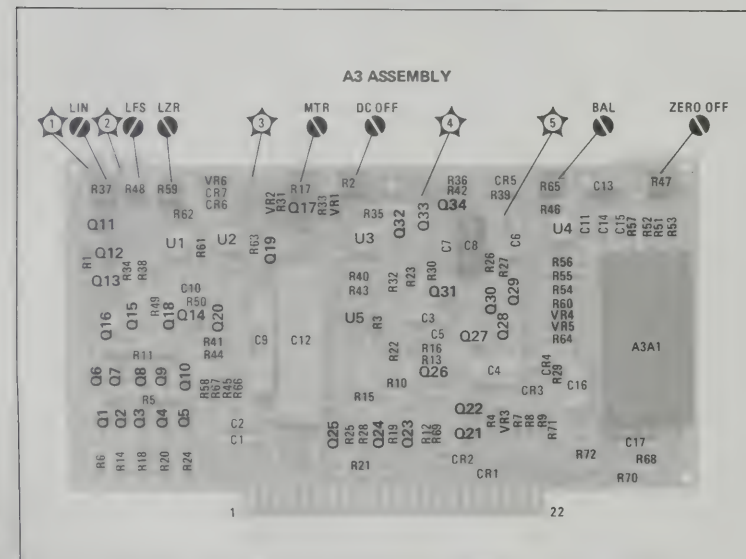 A3 ASSEMBLY
1 LIN 2 LFS LZR 3 MTR DC OFF 4 5 BAL ZERO OFF
R37 R48 R59 VR6 CR7 CR6 VR2 R31 R17 Q17 R33 VR1 R2 R36 R42 Q34 CR5 R39 R65 C13 R47
Q11 R62 R35 Q32 Q33 R46
U1 R61 U2 R63 Q19 U3 C7 C8 C6 U4 C11 C14 C15 R57 R52 R51 R53
R1 Q12 Q13 R34 R38 R40 R43 R32 R23 R30 Q31 R26 R27 R56 R55 R54
C10 R50 Q14 Q30 Q29 R60
Q16 Q15 R49 Q18 Q20 U5 R3 C3 C5 Q28 VR4 VR5 R64
R41 R44 C9 C12 R22 R16 R13 Q27 A3A1
R11 Q26 C4 CR4 R29
Q6 Q7 Q8 Q9 Q10 R58 R67 R45 R66 R10 CR3 C16
R5 R15
Q1 Q2 Q3 Q4 Q5 C2 C1 Q25 R25 R28 Q24 R19 Q23 R12 R69 Q22 Q21 R4 VR3 R7 R8 R9 R71 C17
R6 R14 R18 R20 R24 R21 CR2 CR1 R72 R68 R70
1 22